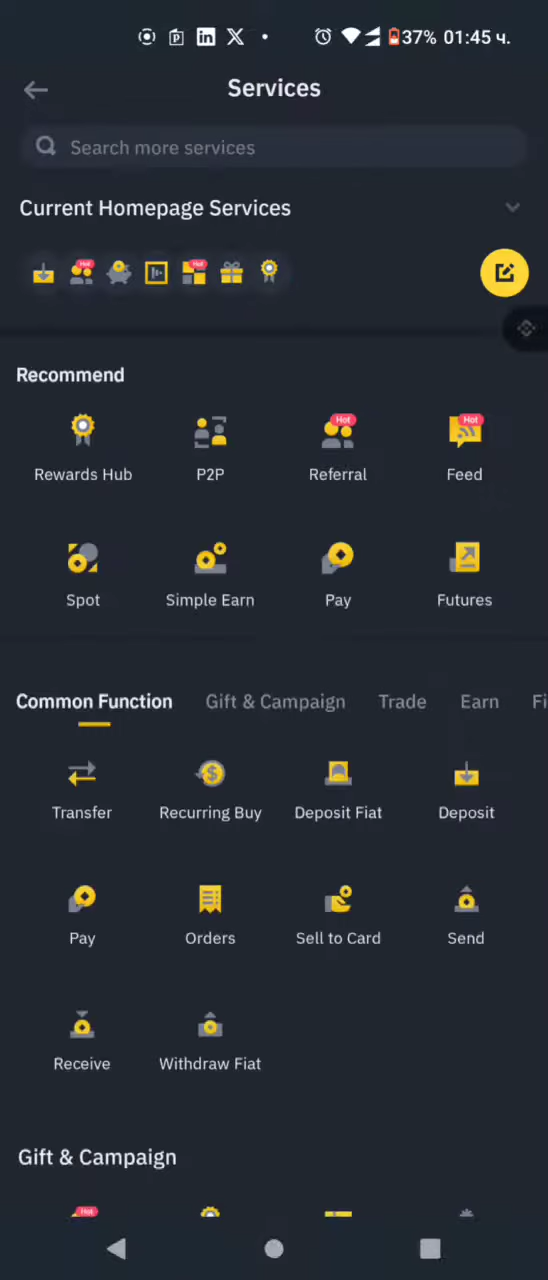 37% 01:45 ч.
Services
Search more services
Current Homepage Services
Hot Hot
Recommend
Hot Hot
Rewards Hub P2P Referral Feed
Spot Simple Earn Pay Futures
Common Function Gift & Campaign Trade Earn Fi
Transfer Recurring Buy Deposit Fiat Deposit
Pay Orders Sell to Card Send
Receive Withdraw Fiat
Gift & Campaign
Hot